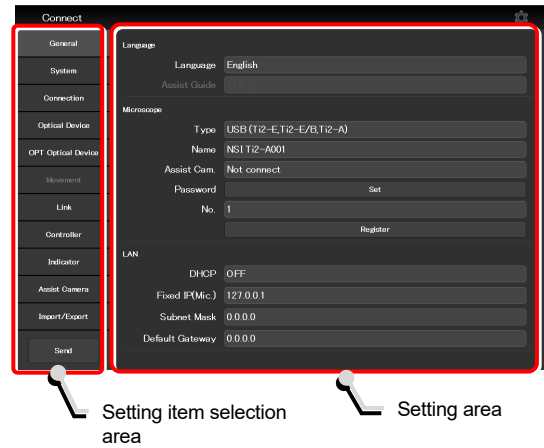 Connect
General
System
Connection
Optical Device
OPT Optical Device
Movement
Link
Controller
Indicator
Assist Camera
Import/Export
Send
Language
Language English
Assist Guide
Microscope
Type USB (Ti2-E,Ti2-E/B,Ti2-A)
Name NSI Ti2-A001
Assist Cam. Not connect
Password Set
No. 1
Register
LAN
DHCP OFF
Fixed IP(Mic.) 127.0.0.1
Subnet Mask 0.0.0.0
Default Gateway 0.0.0.0
Setting item selection
area
Setting area